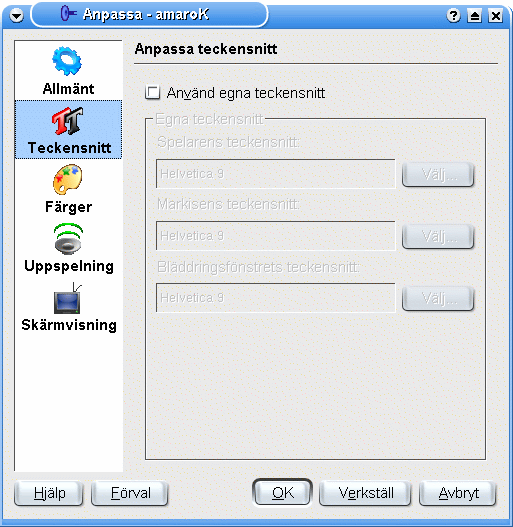 Anpassa - amaroK
Allmänt
Teckensnitt
Färger
Uppspelning
Skärmvisning
Anpassa teckensnitt
Använd egna teckensnitt
Egna teckensnitt
Spelarens teckensnitt:
Helvetica 9
Välj...
Markisens teckensnitt:
Helvetica 9
Välj...
Bläddringsfönstrets teckensnitt:
Helvetica 9
Välj...
Hjälp
Förval
OK
Verkställ
Avbryt